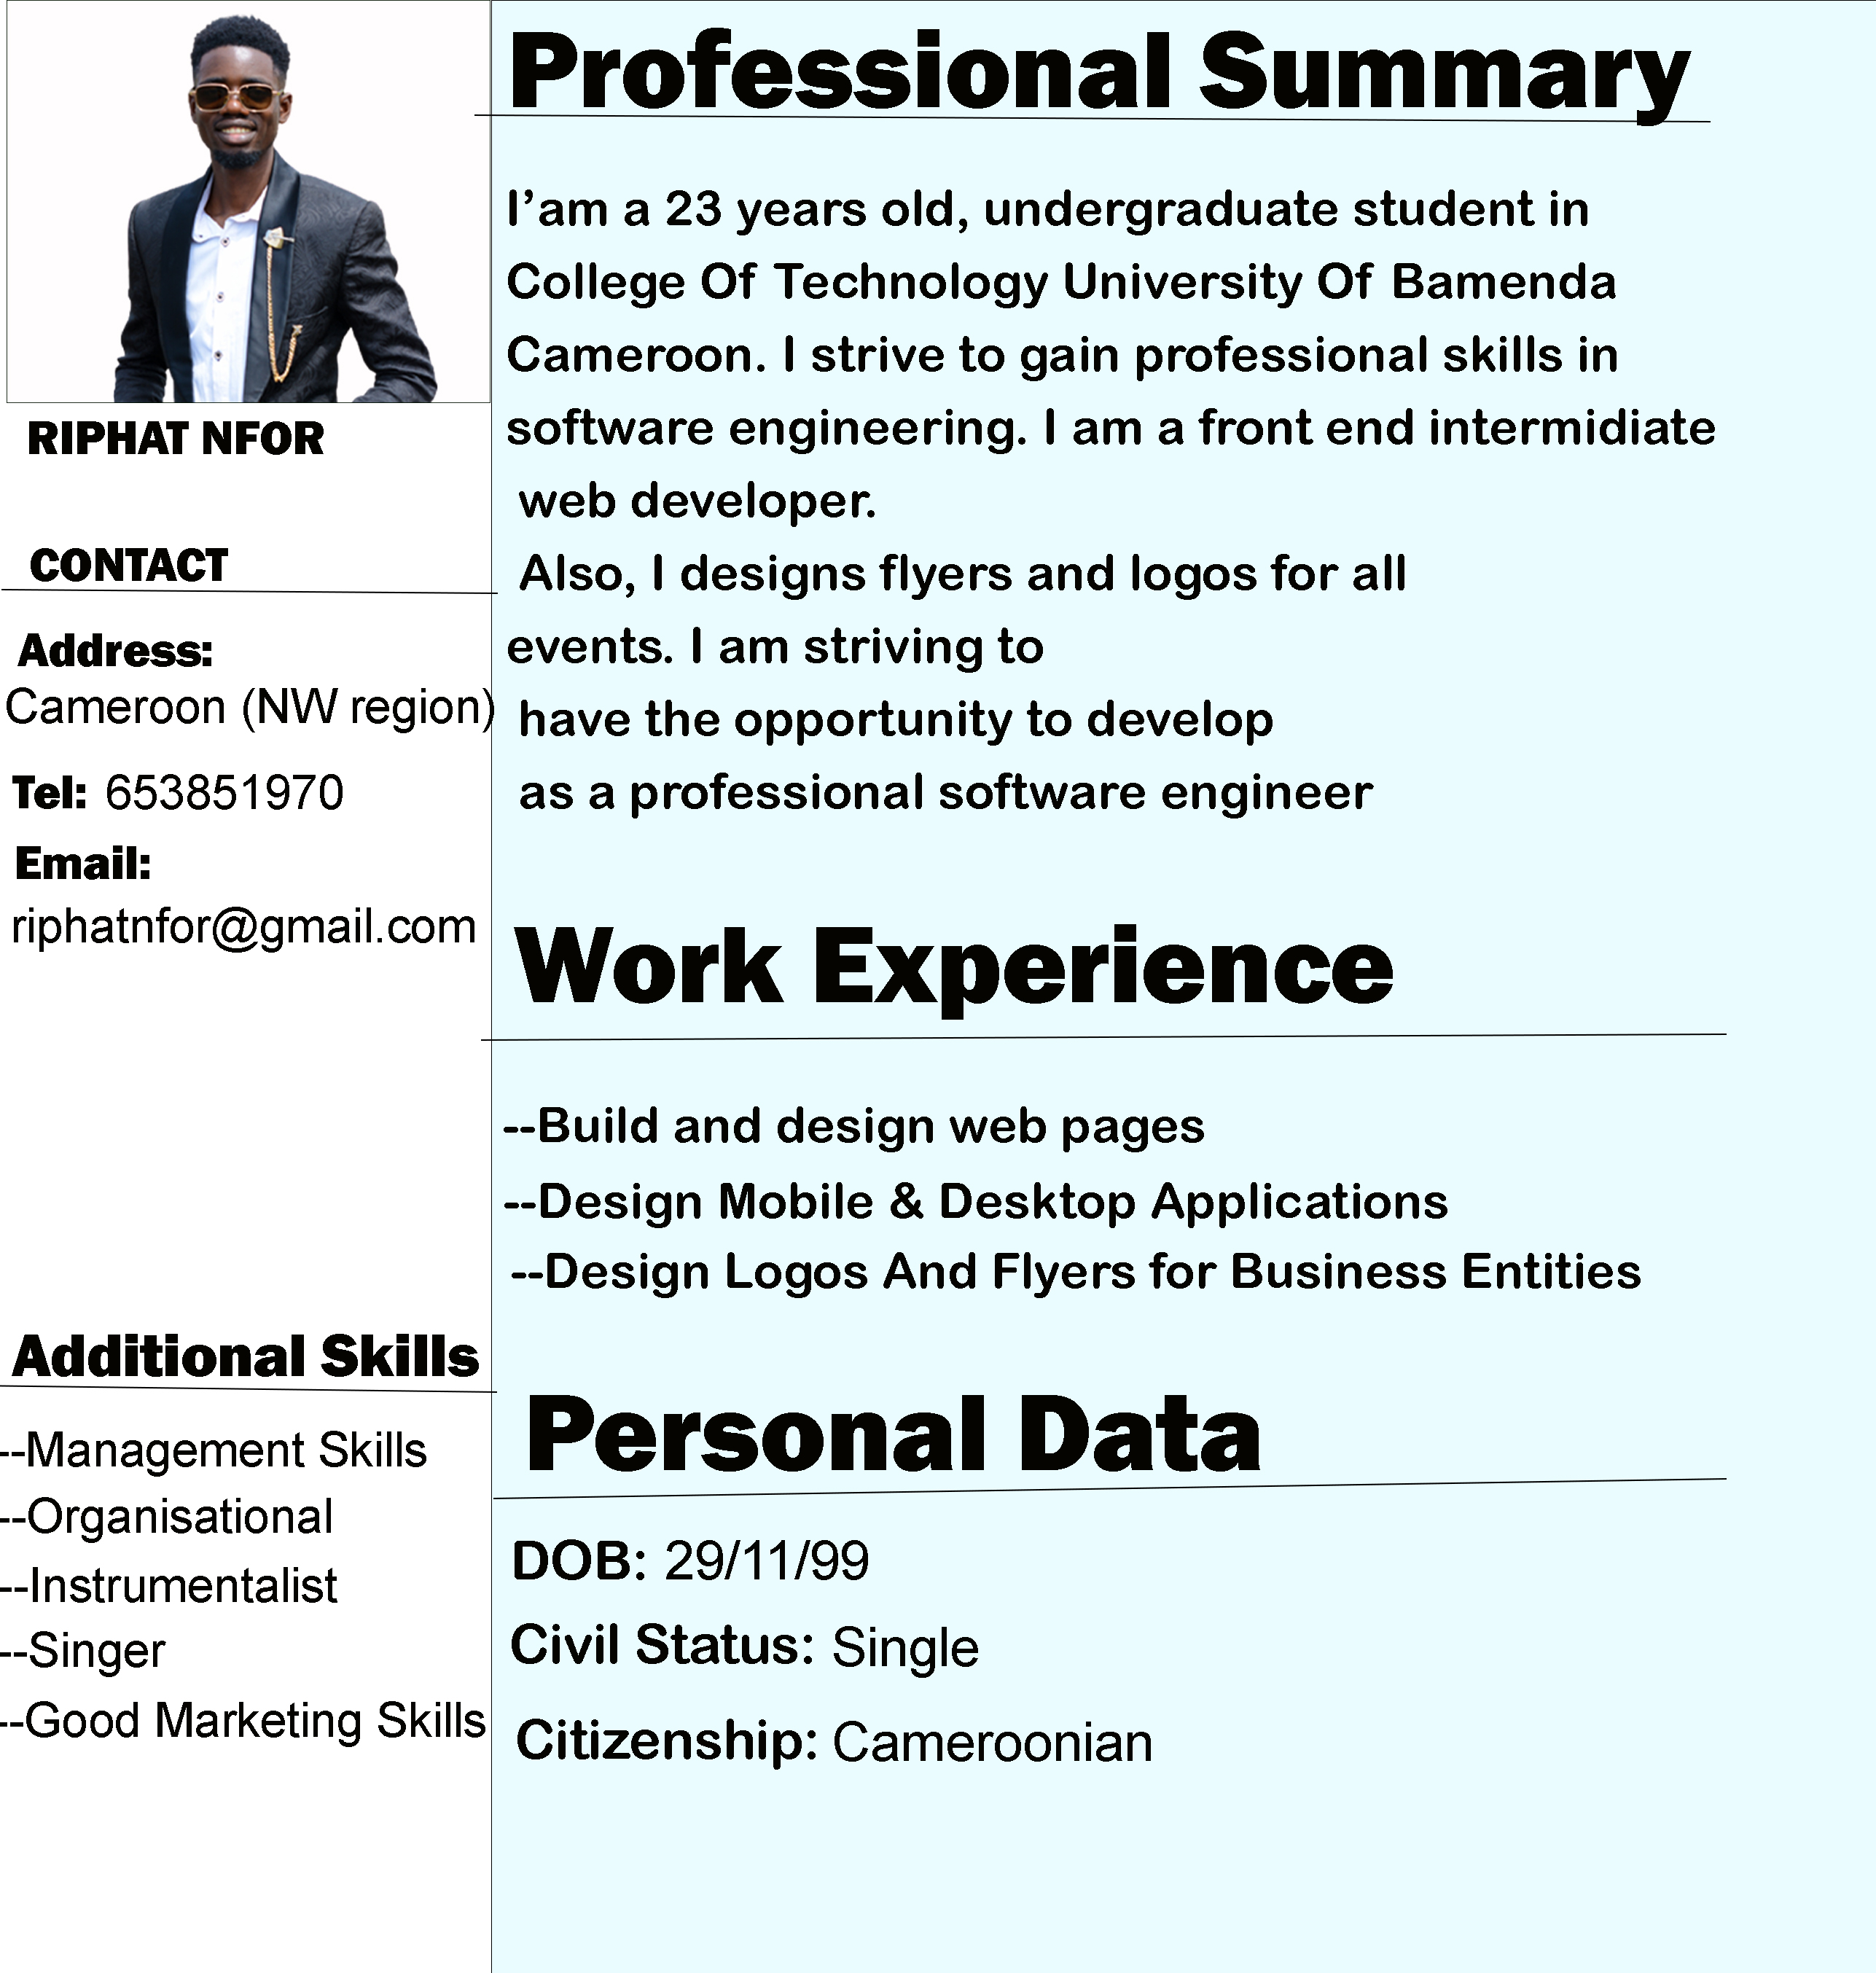 RIPHAT NFOR
CONTACT
Address:
Cameroon (NW region)
Tel: 653851970
Email:
riphatnfor@gmail.com
Additional Skills
--Management Skills
--Organisational
--Instrumentalist
--Singer
--Good Marketing Skills
Professional Summary
I’am a 23 years old, undergraduate student in
College Of Technology University Of Bamenda
Cameroon. I strive to gain professional skills in
software engineering. I am a front end intermidiate
web developer.
Also, I designs flyers and logos for all
events. I am striving to
have the opportunity to develop
as a professional software engineer
Work Experience
--Build and design web pages
--Design Mobile & Desktop Applications
--Design Logos And Flyers for Business Entities
Personal Data
DOB: 29/11/99
Civil Status: Single
Citizenship: Cameroonian